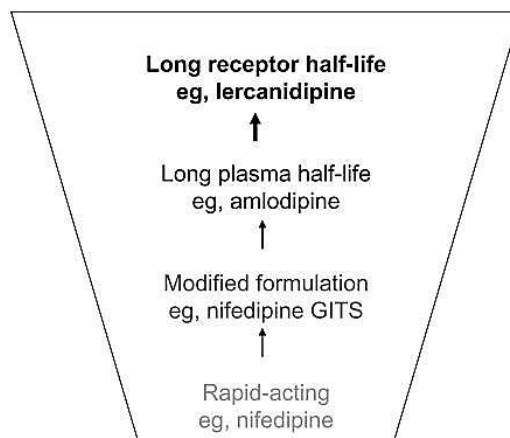 Long receptor half-life
eg, lercanidipine
Long plasma half-life
eg, amlodipine
Modified formulation
eg, nifedipine GITS
Rapid-acting
eg, nifedipine